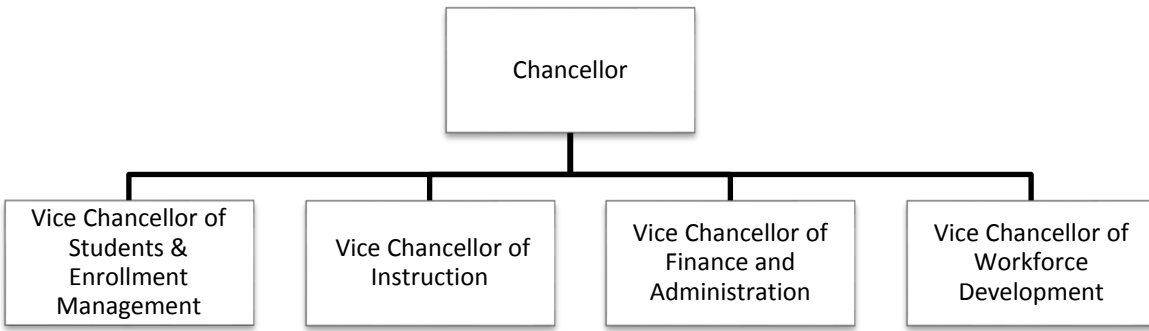 Chancellor
Vice Chancellor of
Students &
Enrollment
Management
Vice Chancellor of
Instruction
Vice Chancellor of
Finance and
Administration
Vice Chancellor of
Workforce
Development